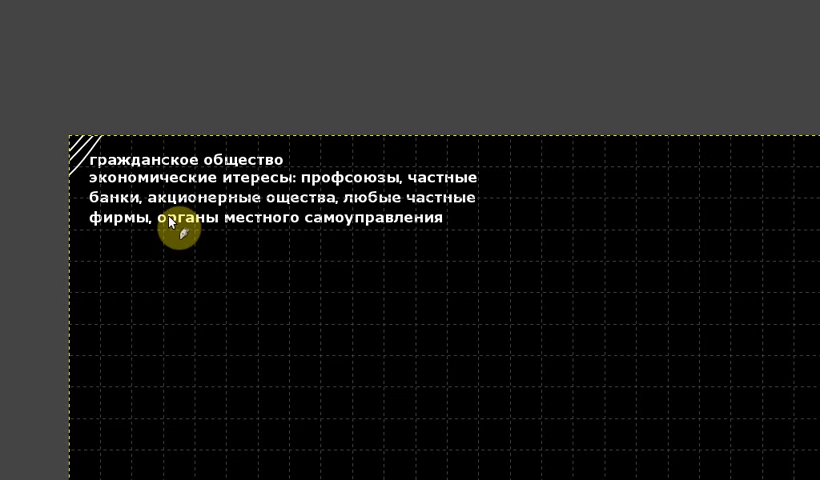 гражданское общество
экономические итересы: профсоюзы, частные
банки, акционерные ощества, любые частные
фирмы, органы местного самоуправления